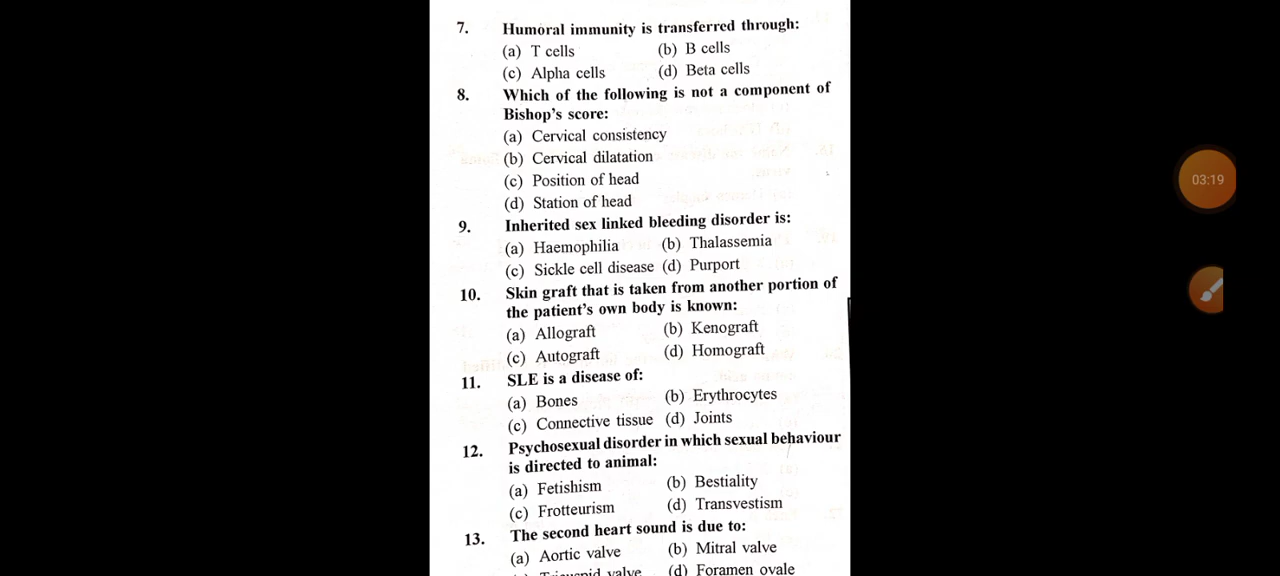 7. Humoral immunity is transferred through:
(a) T cells (b) B cells
(c) Alpha cells (d) Beta cells
8. Which of the following is not a component of
Bishop's score:
(a) Cervical consistency
(b) Cervical dilatation
(c) Position of head
(d) Station of head
9. Inherited sex linked bleeding disorder is:
(a) Haemophilia (b) Thalassemia
(c) Sickle cell disease (d) Purport
10. Skin graft that is taken from another portion of
the patient's own body is known:
(a) Allograft (b) Kenograft
(c) Autograft (d) Homograft
11. SLE is a disease of:
(a) Bones (b) Erythrocytes
(c) Connective tissue (d) Joints
12. Psychosexual disorder in which sexual behaviour
is directed to animal:
(a) Fetishism (b) Bestiality
(c) Frotteurism (d) Transvestism
13. The second heart sound is due to:
(a) Aortic valve (b) Mitral valve
valve (d) Foramen ovale
03:19